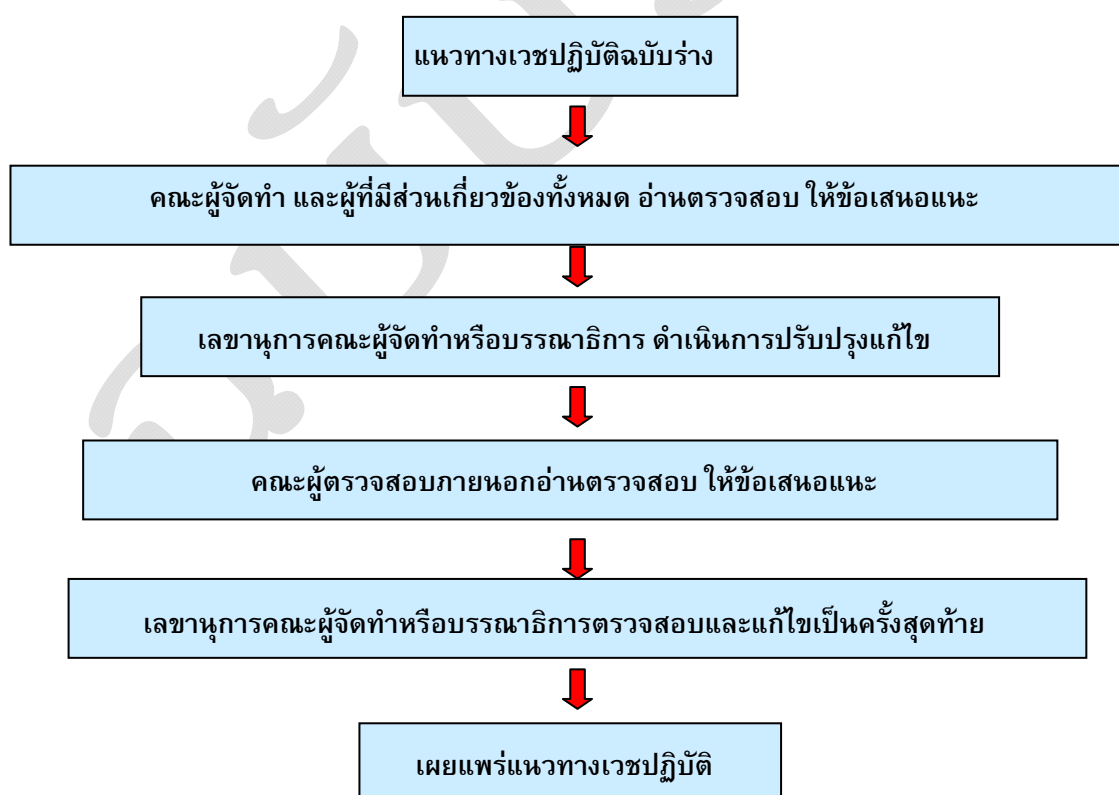 แนวทางเวชปฏิบัติฉบับร่าง
คณะผู้จัดทำ และผู้ที่มีส่วนเกี่ยวข้องทั้งหมด อ่านตรวจสอบ ให้ข้อเสนอแนะ
เลขานุการคณะผู้จัดทำหรือบรรณาธิการ ดำเนินการปรับปรุงแก้ไข
คณะผู้ตรวจสอบภายนอกอ่านตรวจสอบ ให้ข้อเสนอแนะ
เลขานุการคณะผู้จัดทำหรือบรรณาธิการตรวจสอบและแก้ไขเป็นครั้งสุดท้าย
เผยแพร่แนวทางเวชปฏิบัติ